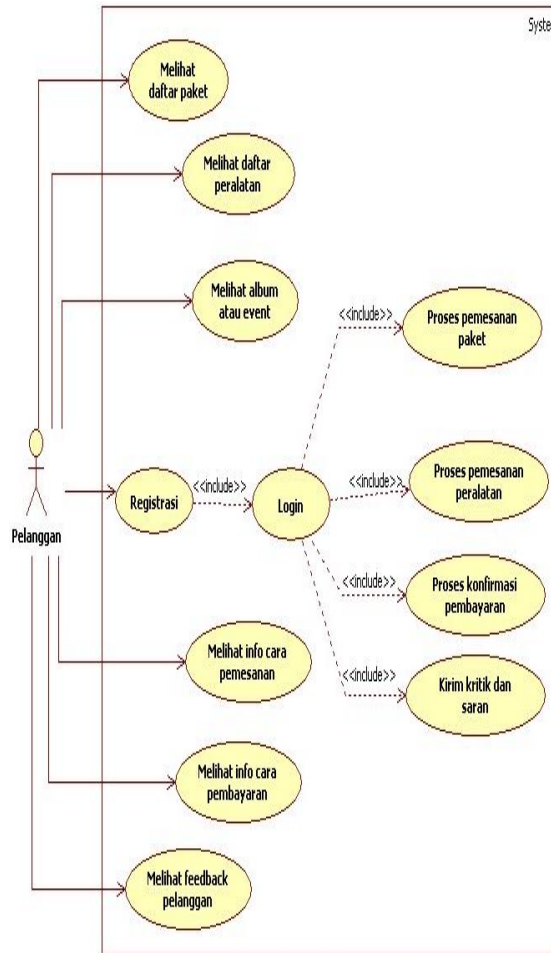 Syste
Melihat
daftar paket
Melihat daftar
peralatan
Melihat album
atau event
<<include>>
Proses pemesanan
paket
Pelanggan
Registrasi
<<include>>
Login
<<include>>
Proses pemesanan
peralatan
<<include>>
Proses konfirmasi
pembayaran
<<include>>
Kirim kritik dan
saran
Melihat info cara
pemesanan
Melihat info cara
pembayaran
Melihat feedback
pelanggan